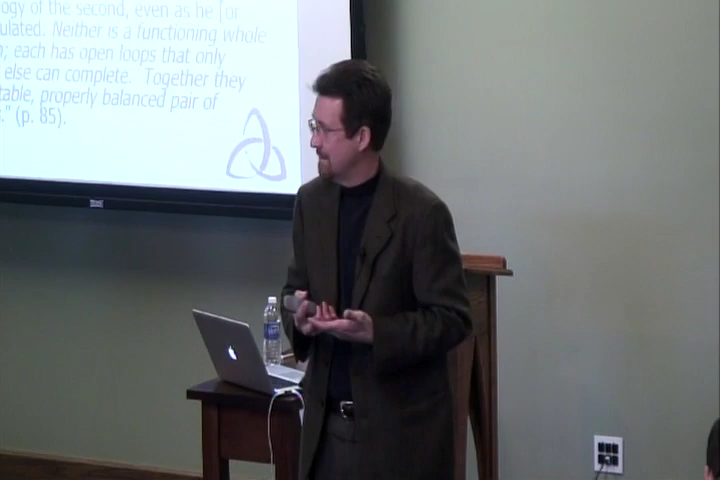 ogy of the second, even as he [or
ulated. Neither is a functioning whole
; each has open loops that only
else can complete. Together they
table, properly balanced pair of
." (p. 85).